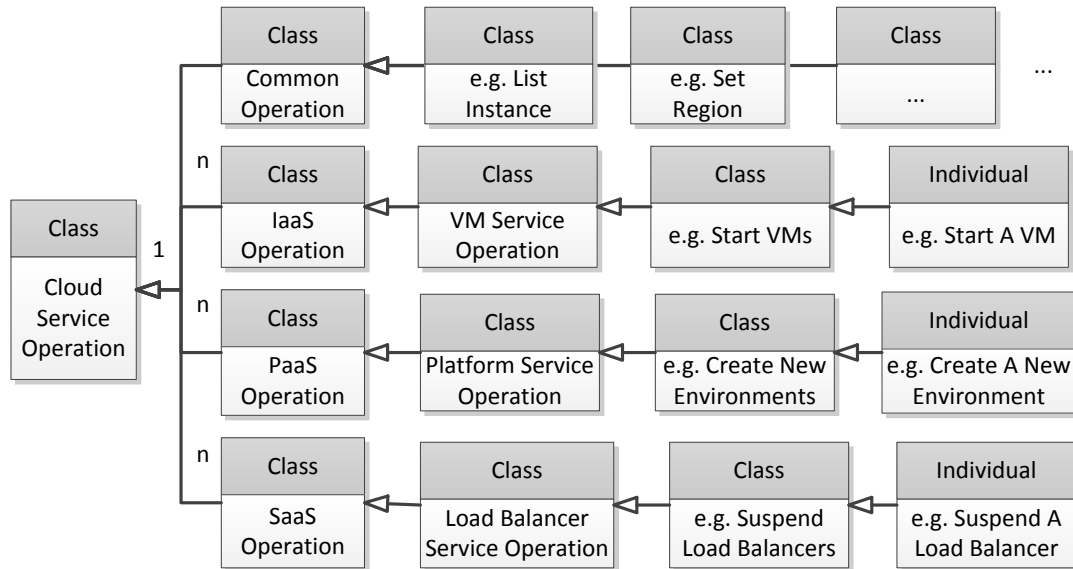 Class
Cloud
Service
Operation
1
n
n
n
Class
Common
Operation
Class
e.g. List
Instance
Class
e.g. Set
Region
Class
...
...
Class
IaaS
Operation
Class
VM Service
Operation
Class
e.g. Start VMs
Individual
e.g. Start A VM
Class
PaaS
Operation
Class
Platform Service
Operation
Class
e.g. Create New
Environments
Individual
e.g. Create A New
Environment
Class
SaaS
Operation
Class
Load Balancer
Service Operation
Class
e.g. Suspend
Load Balancers
Individual
e.g. Suspend A
Load Balancer